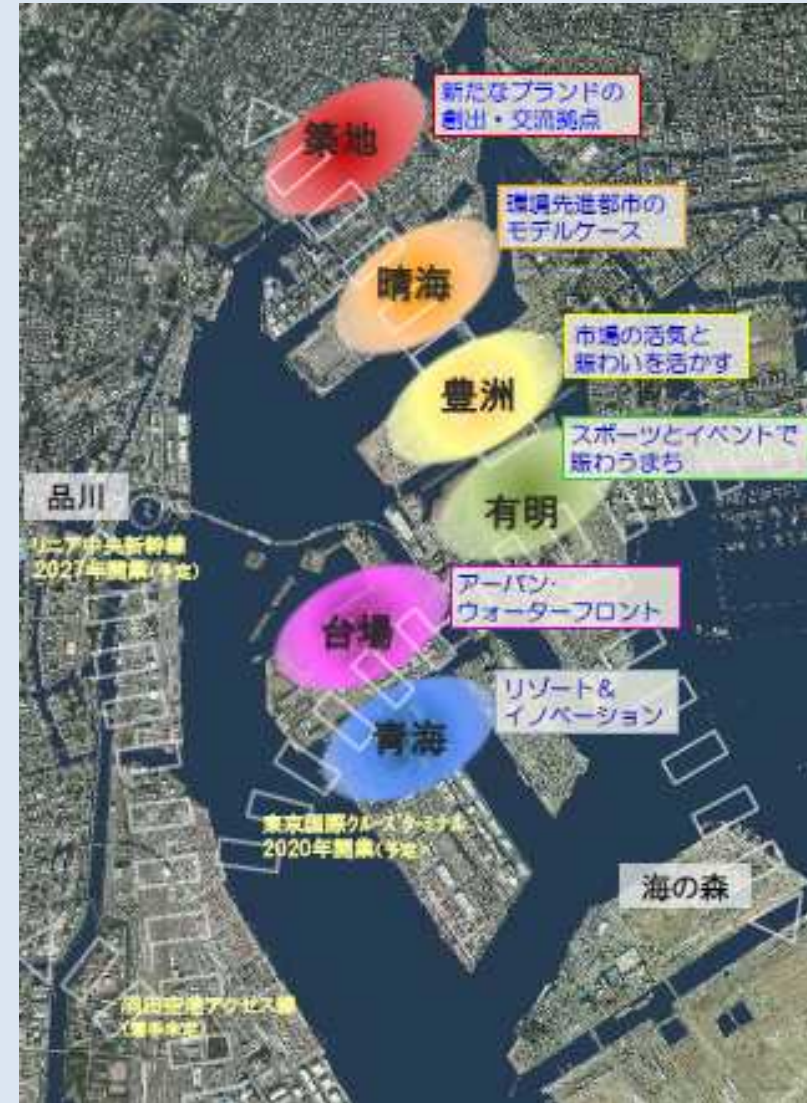 築地
新たなブランドの
創出・交流拠点
晴海
環境先進都市の
モデルケース
豊洲
市場の活気と
賑わいを活かす
有明
スポーツとイベントで
賑わうまち
品川
リニア中央新幹線
2027年開業(予定)
台場
アーバン・
ウォーターフロント
青海
リゾート&
イノベーション
東京国際クルーズターミナル
2020年開業(予定)
海の森
羽田空港アクセス線